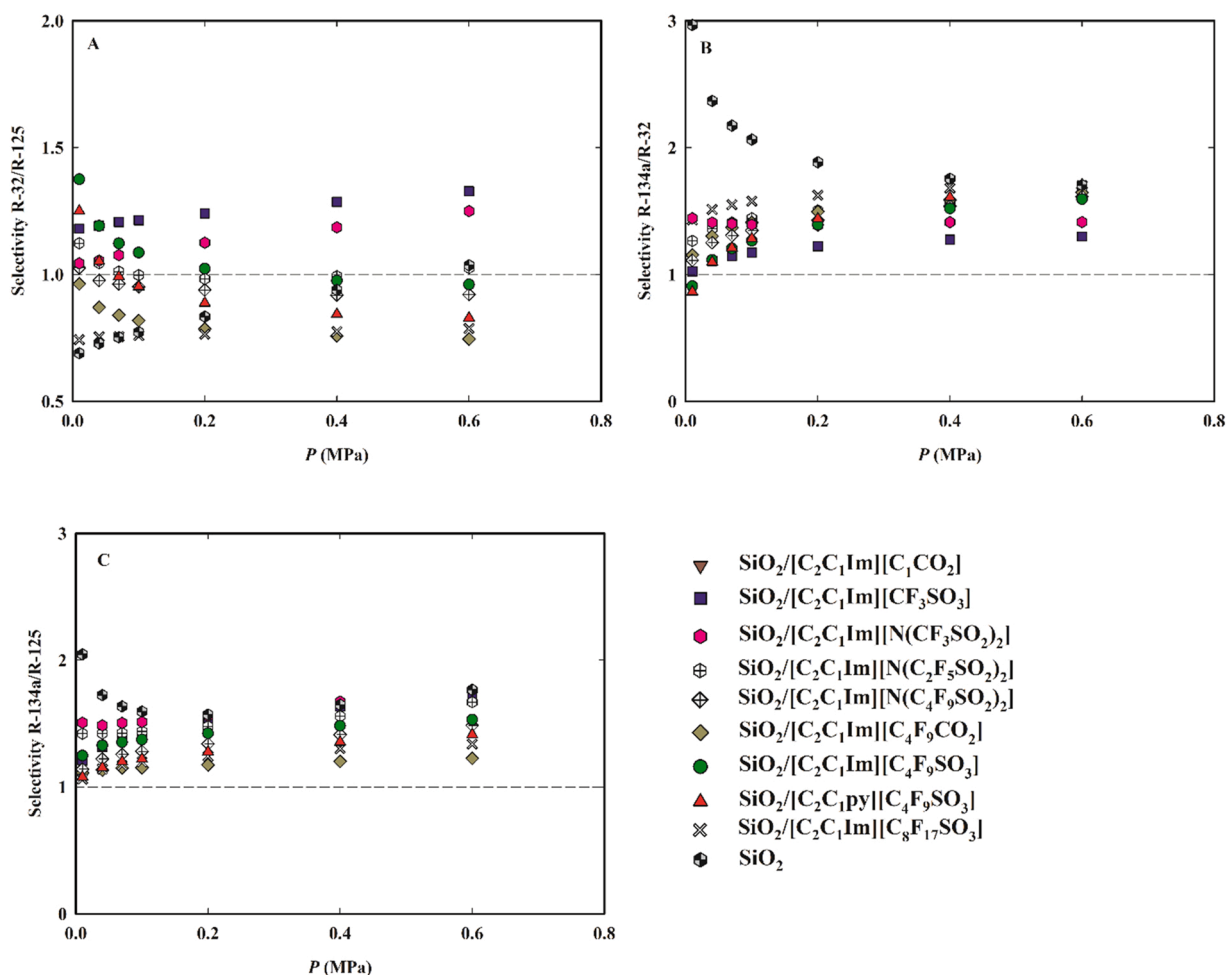 2.0
A
1.5
1.0
0.5
0.0 0.2 0.4 0.6 0.8
P (MPa)
Selectivity R-32/R-125
3
B
2
1
0
0.0 0.2 0.4 0.6 0.8
P (MPa)
Selectivity R-134a/R-32
3
C
2
1
0
0.0 0.2 0.4 0.6 0.8
P (MPa)
Selectivity R-134a/R-125
SiO₂/[C₂C₁Im][C₁CO₂]
SiO₂/[C₂C₁Im][CF₃SO₃]
SiO₂/[C₂C₁Im][N(CF₃SO₂)₂]
SiO₂/[C₂C₁Im][N(C₂F₅SO₂)₂]
SiO₂/[C₂C₁Im][N(C₄F₉SO₂)₂]
SiO₂/[C₂C₁Im][C₄F₉CO₂]
SiO₂/[C₂C₁Im][C₄F₉SO₃]
SiO₂/[C₂C₁py][C₄F₉SO₃]
SiO₂/[C₂C₁Im][C₈F₁₇SO₃]
SiO₂